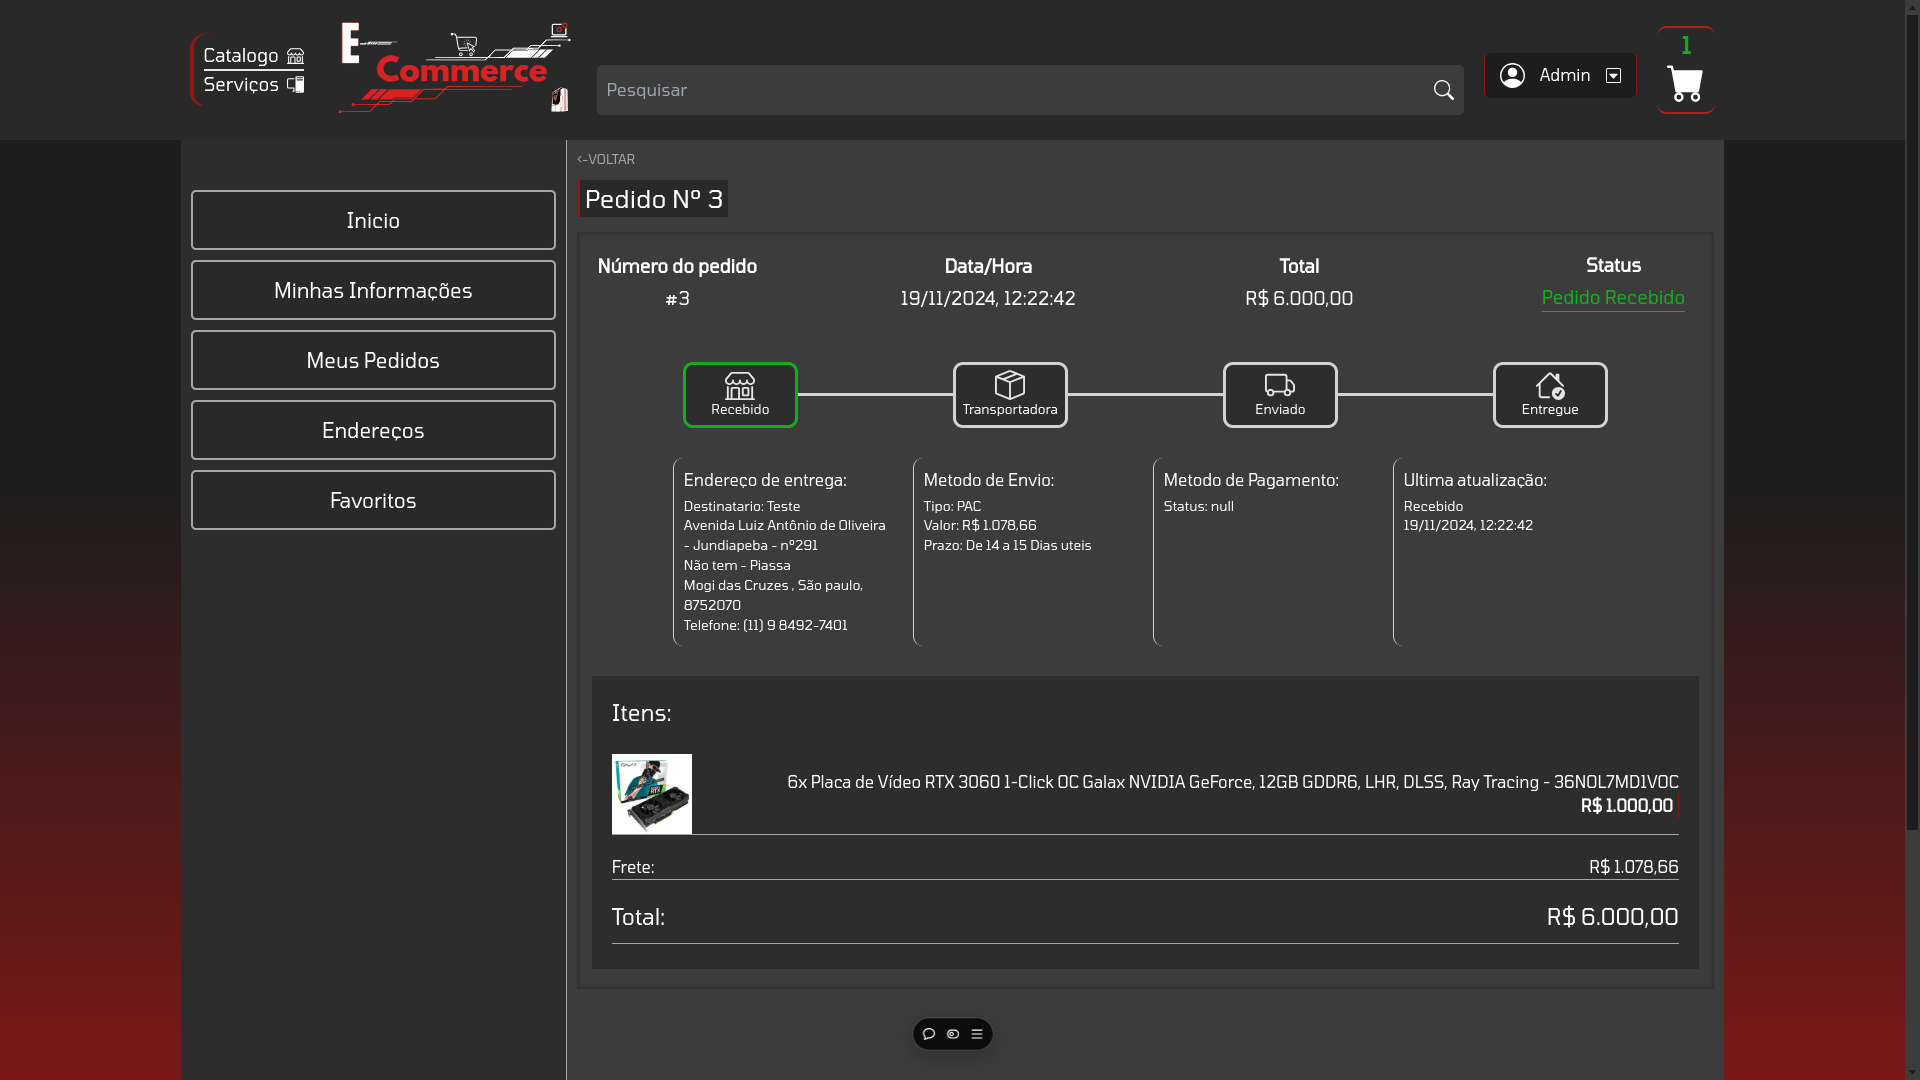 Catalogo
Serviços
E
Commerce
Pesquisar
Admin
1
Inicio
Minhas Informações
Meus Pedidos
Endereços
Favoritos
<-VOLTAR
Pedido Nº 3
Número do pedido
#3
Data/Hora
19/11/2024, 12:22:42
Total
R$ 6.000,00
Status
Pedido Recebido
Recebido
Transportadora
Enviado
Entregue
Endereço de entrega:
Destinatario: Teste
Avenida Luiz Antônio de Oliveira
- Jundiapeba - nº291
Não tem - Piassa
Mogi das Cruzes , São paulo,
8752070
Telefone: (11) 9 8492-7401
Metodo de Envio:
Tipo: PAC
Valor: R$ 1.078,66
Prazo: De 14 a 15 Dias uteis
Metodo de Pagamento:
Status: null
Ultima atualização:
Recebido
19/11/2024, 12:22:42
Itens:
GALAX
RTX
6x Placa de Vídeo RTX 3060 1-Click OC Galax NVIDIA GeForce, 12GB GDDR6, LHR, DLSS, Ray Tracing - 36NOL7MD1VOC
R$ 1.000,00
Frete:
R$ 1.078,66
Total:
R$ 6.000,00